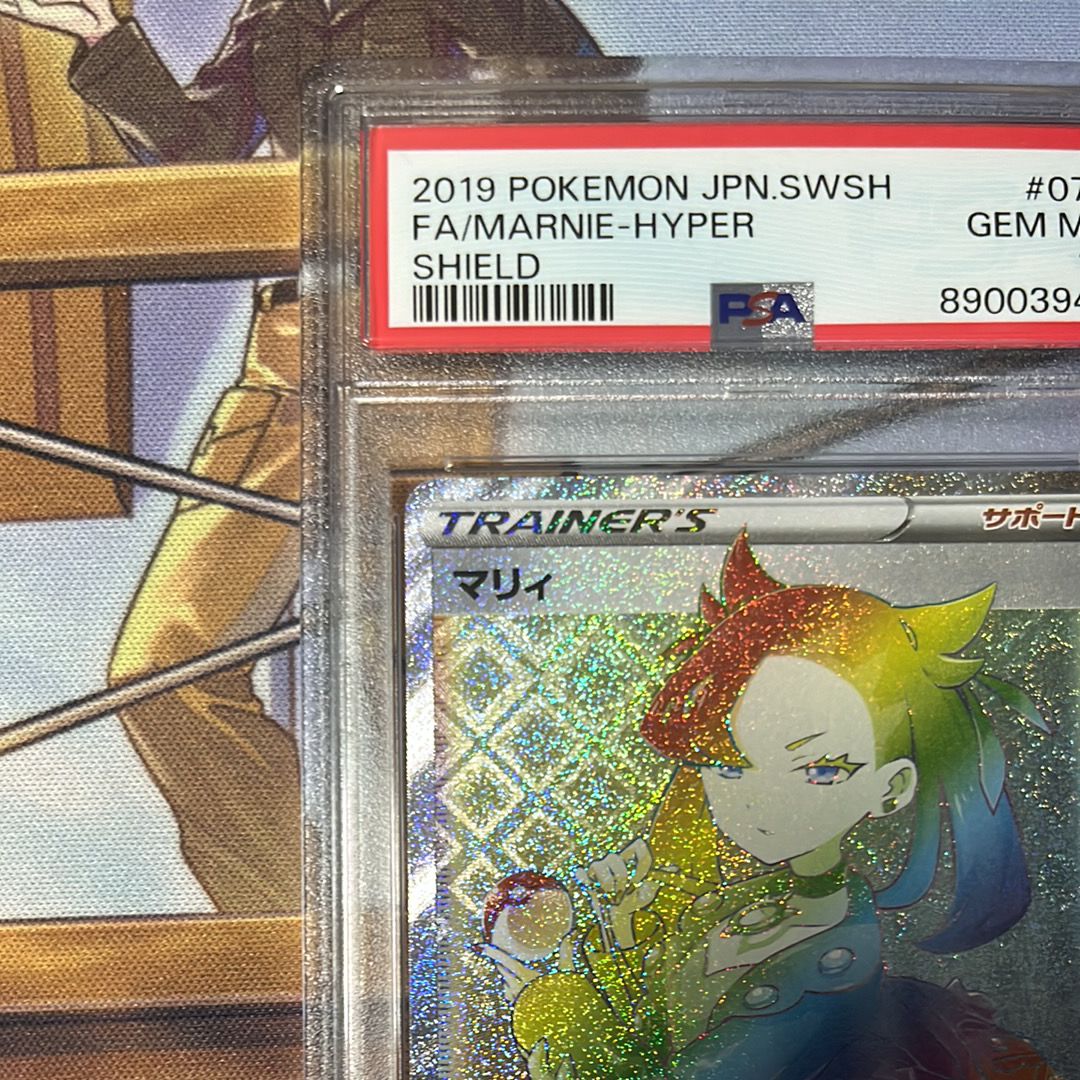 2019 POKEMON JPN.SWSH #07
FA/MARNIE-HYPER GEM M
SHIELD
PSA 8900394
TRAINER'S サポート
マリィ